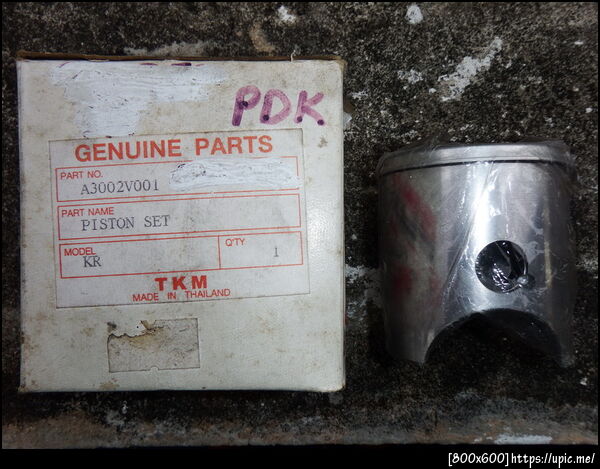 PDK
GENUINE PARTS
PART NO.
A3002V001
PART NAME
PISTON SET
MODEL
KR
Q'TY
1
TKM
MADE IN THAILAND
[800x600]https://upic.me/